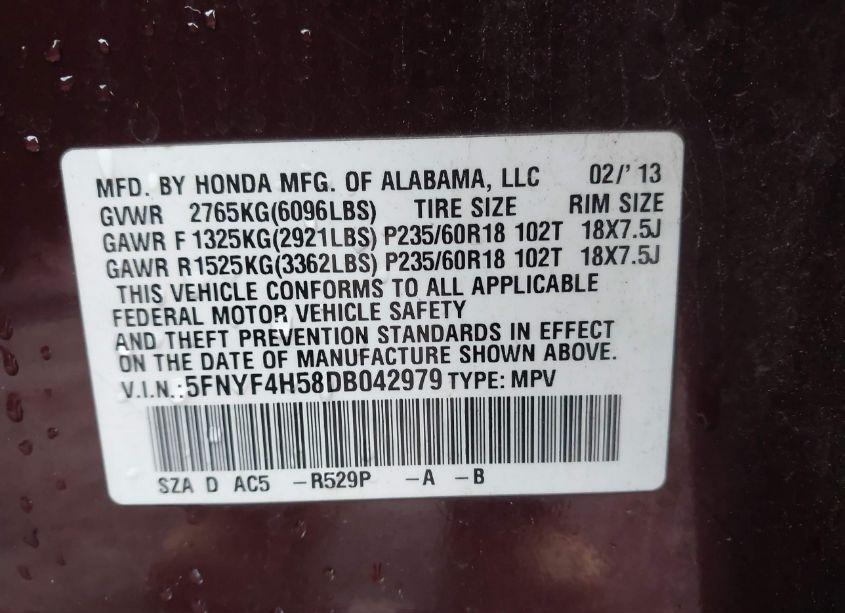 MFD. BY HONDA MFG. OF ALABAMA, LLC 02/'13
GVWR 2765KG(6096LBS) TIRE SIZE RIM SIZE
GAWR F 1325KG(2921LBS) P235/60R18 102T 18X7.5J
GAWR R1525KG(3362LBS) P235/60R18 102T 18X7.5J
THIS VEHICLE CONFORMS TO ALL APPLICABLE
FEDERAL MOTOR VEHICLE SAFETY
AND THEFT PREVENTION STANDARDS IN EFFECT
ON THE DATE OF MANUFACTURE SHOWN ABOVE.
V.I.N.:5FNYF4H58DB042979 TYPE: MPV
SZA D AC5 -R529P -A -B